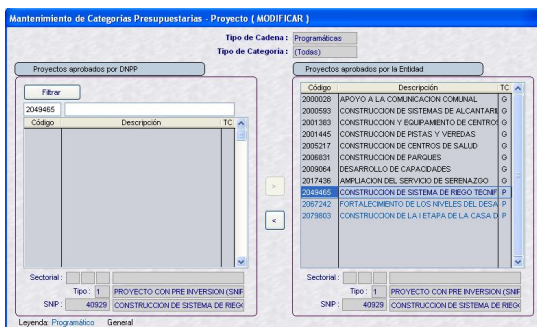 Mantenimiento de Categorías Presupuestarias - Proyecto ( MODIFICAR )
Tipo de Cadena : Programáticas
Tipo de Categoría : (Todas)
Proyectos aprobados por DNPP
Filtrar
2049465
Código Descripción TC
Sectorial :
Tipo : 1 PROYECTO CON PRE INVERSION (SNIF
SNIP : 40929 CONSTRUCCION DE SISTEMA DE RIEG
>
<
Proyectos aprobados por la Entidad
Código Descripción TC
2000028 APOYO A LA COMUNICACION COMUNAL G
2000593 CONSTRUCCION DE SISTEMAS DE ALCANTARI G
2001383 CONSTRUCCION Y EQUIPAMIENTO DE CENTROS G
2001445 CONSTRUCCION DE PISTAS Y VEREDAS G
2005217 CONSTRUCCION DE CENTROS DE SALUD G
2006831 CONSTRUCCION DE PARQUES G
2009064 DESARROLLO DE CAPACIDADES G
2017436 AMPLIACION DEL SERVICIO DE SERENAZGO G
2049465 CONSTRUCCION DE SISTEMA DE RIEGO TECNIF P
2067242 FORTALECIMIENTO DE LOS NIVELES DEL DESA P
2079803 CONSTRUCCION DE LA I ETAPA DE LA CASA D P
Sectorial :
Tipo : 1 PROYECTO CON PRE INVERSION (SNIF
SNIP : 40929 CONSTRUCCION DE SISTEMA DE RIEG
Leyenda: Programático General